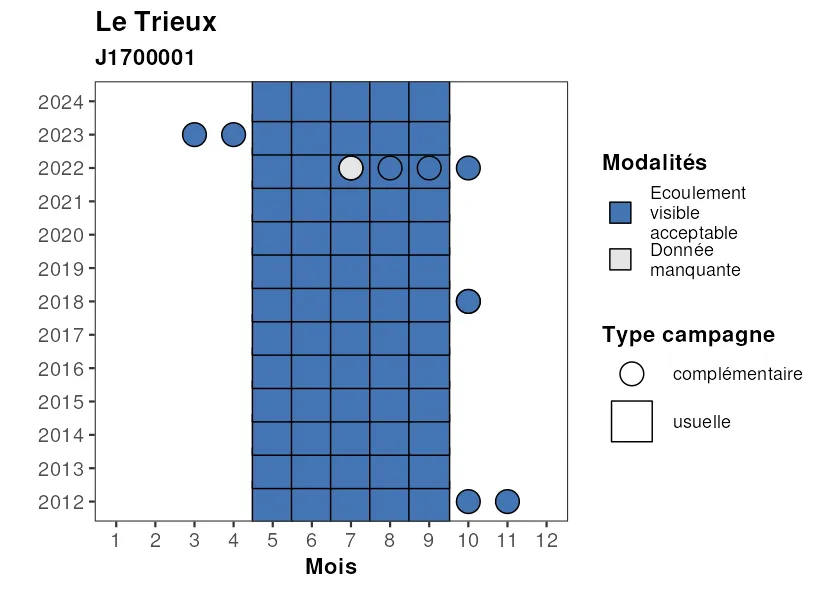 Le Trieux
J1700001
2024
2023
2022
2021
2020
2019
2018
2017
2016
2015
2014
2013
2012
1 2 3 4 5 6 7 8 9 10 11 12
Mois
Modalités
Ecoulement
visible
acceptable
Donnée
manquante
Type campagne
complémentaire
usuelle